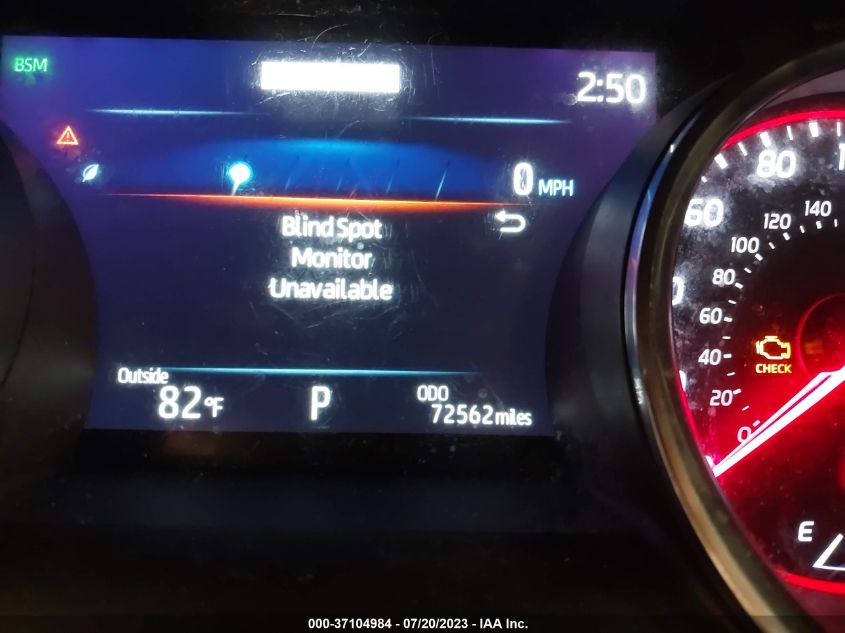 BSM
2:50
0 MPH
Blind Spot
Monitor
Unavailable
Outside
82°F
P
ODO
72562 miles
80
60
140
120
100
80
60
40
20
0
CHECK
E
000-37104984 / 07/20/2023 - IAA Inc.